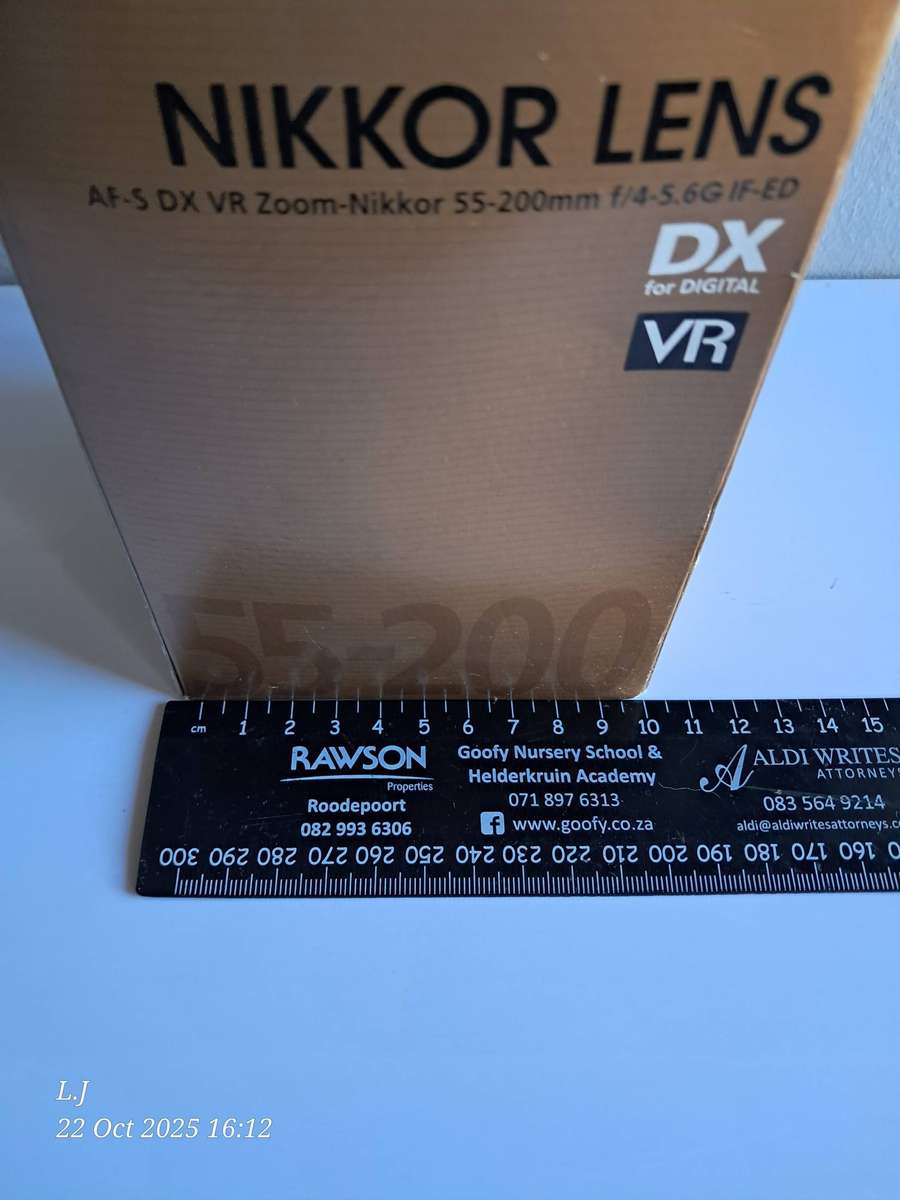 NIKKOR LENS
AF-S DX VR Zoom-Nikkor 55-200mm f/4-5.6G IF-ED
DX
for DIGITAL
VR
55-200
cm 1 2 3 4 5 6 7 8 9 10 11 12 13 14 15
RAWSON
Properties
Roodepoort
082 993 6306
Goofy Nursery School &
Helderkruin Academy
071 897 6313
f www.goofy.co.za
ALDI WRITES
ATTORNEYS
083 564 9214
aldi@aldiwritesattorneys.co
300 290 280 270 260 250 240 230 220 210 200 190 180 170 160
L.J
22 Oct 2025 16:12